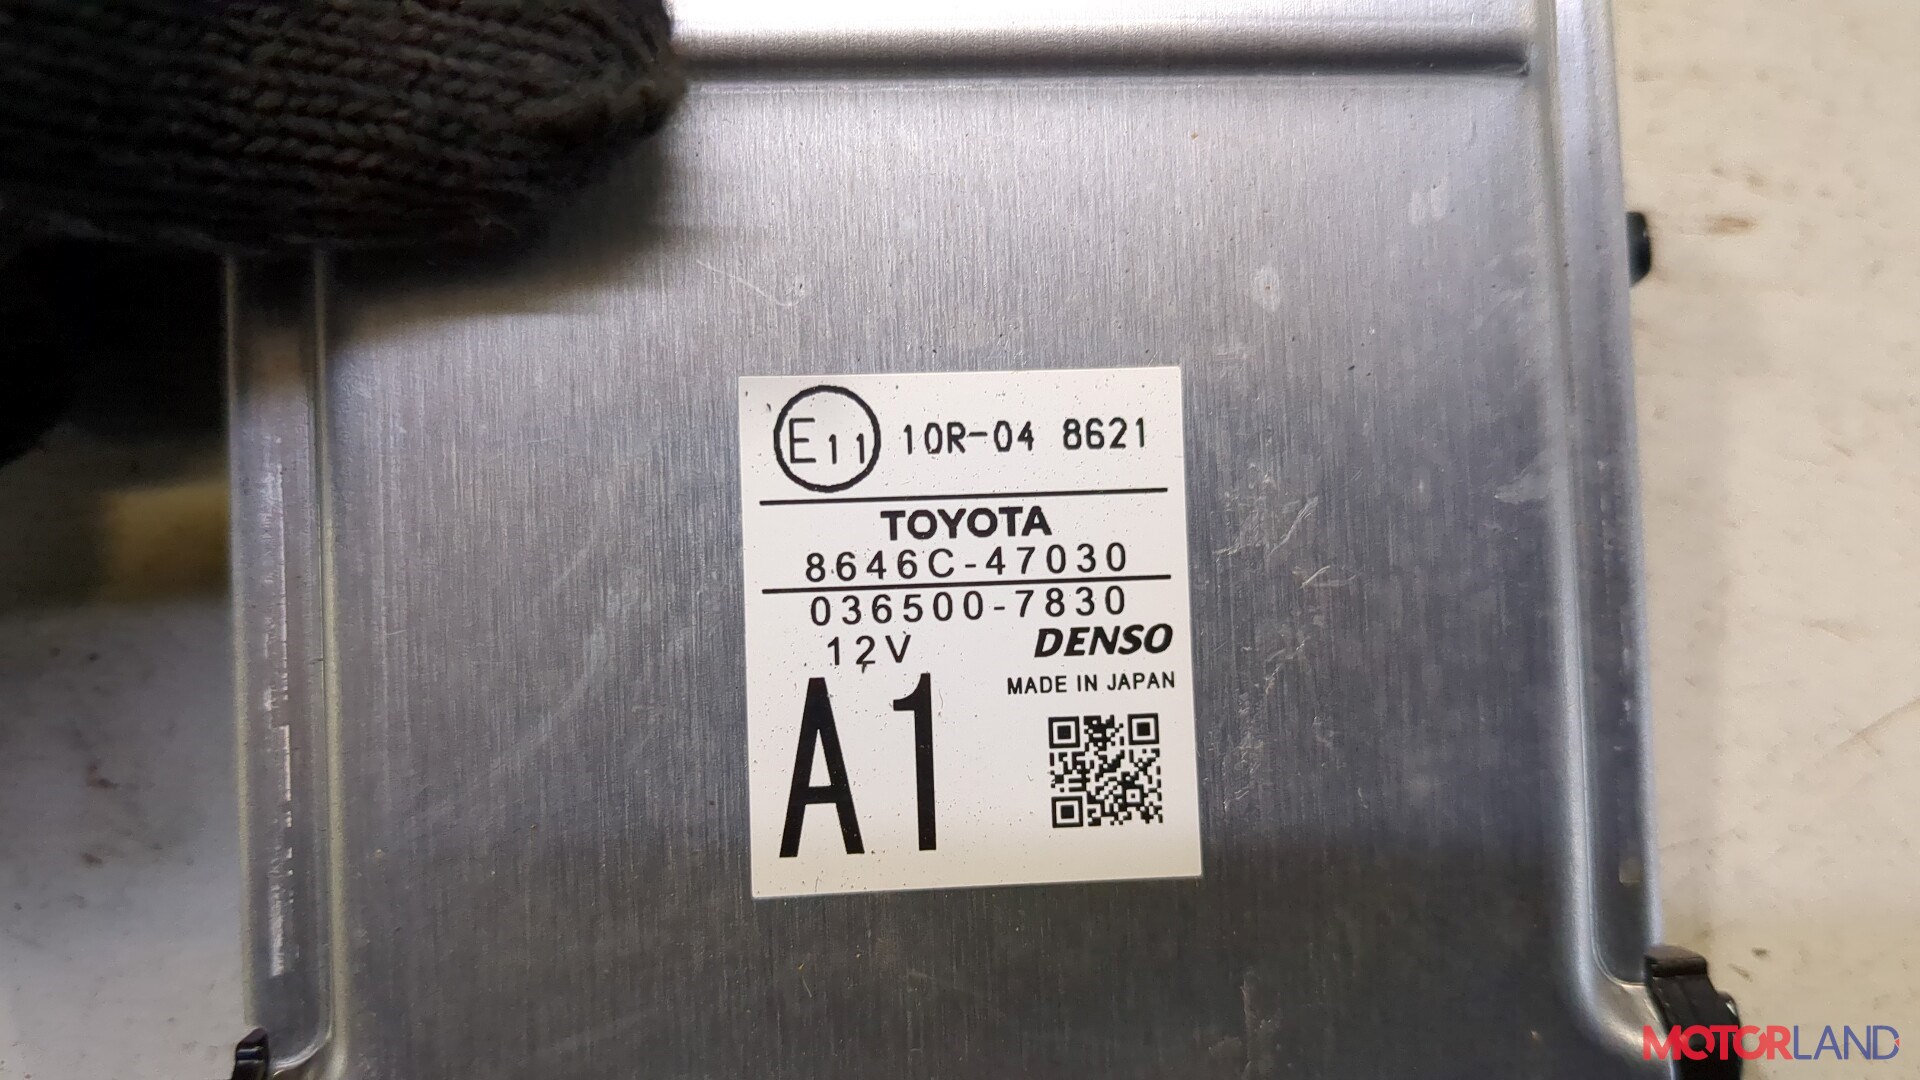 E11 10R-04 8621
TOYOTA
8646C-47030
036500-7830
12V DENSO
MADE IN JAPAN
A1
MOTORLAND